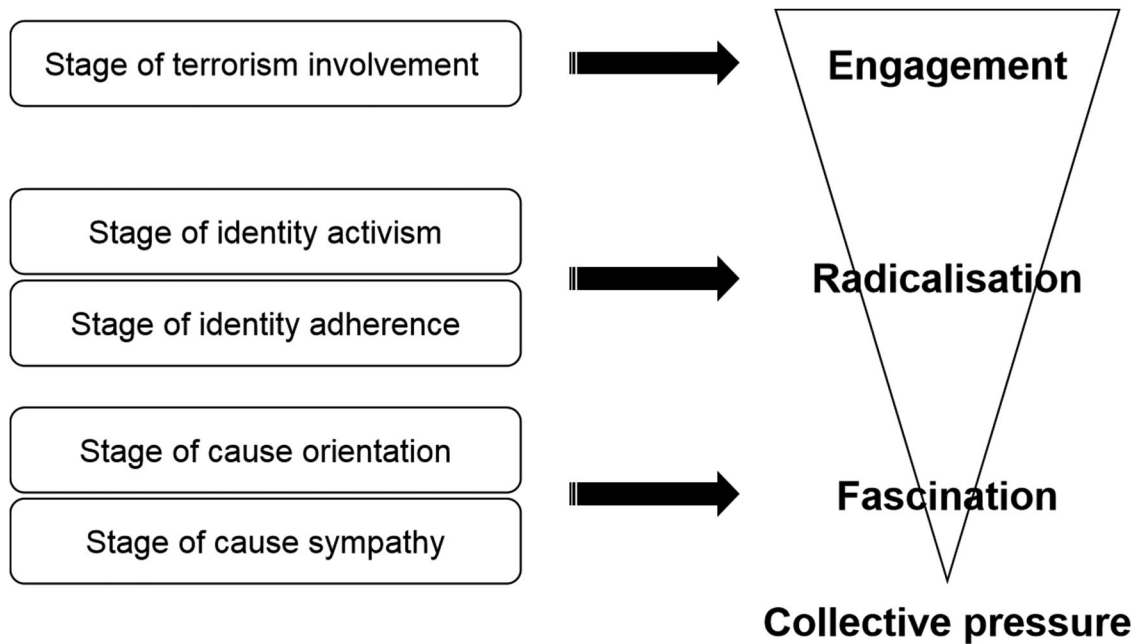 Stage of terrorism involvement
Engagement
Stage of identity activism
Stage of identity adherence
Radicalisation
Stage of cause orientation
Stage of cause sympathy
Fascination
Collective pressure